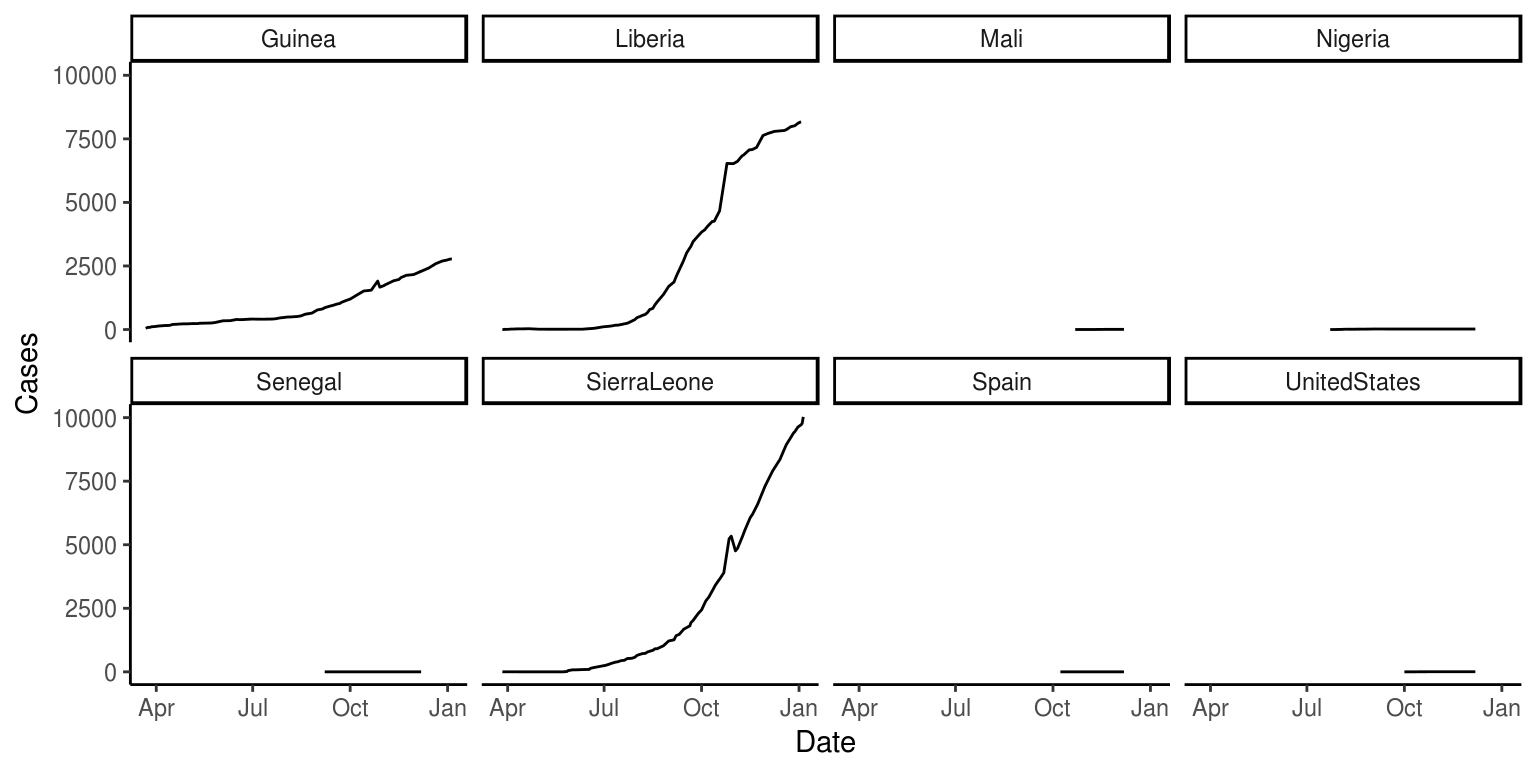 Guinea Liberia Mali Nigeria
10000
7500
5000
2500
0
Cases
Senegal SierraLeone Spain UnitedStates
10000
7500
5000
2500
0
Apr Jul Oct Jan Apr Jul Oct Jan Apr Jul Oct Jan Apr Jul Oct Jan
Date